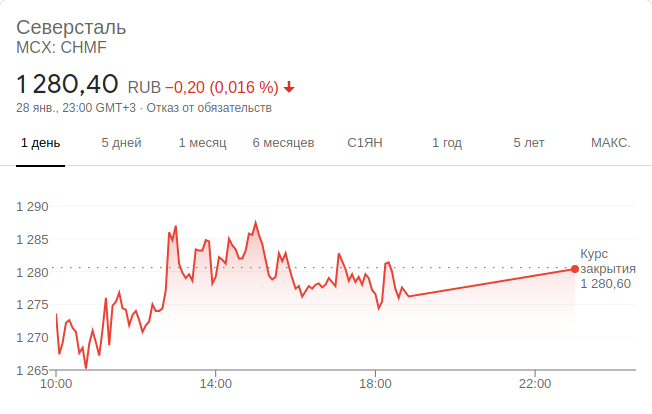 Северсталь
MCX: CHMF
1 280,40 RUB −0,20 (0,016 %)
28 янв., 23:00 GMT+3 · Отказ от обязательств
1 день 5 дней 1 месяц 6 месяцев С1ЯН 1 год 5 лет МАКС.
1 290
1 285
1 280
1 275
1 270
1 265
Курс
закрытия
1 280,60
10:00 14:00 18:00 22:00